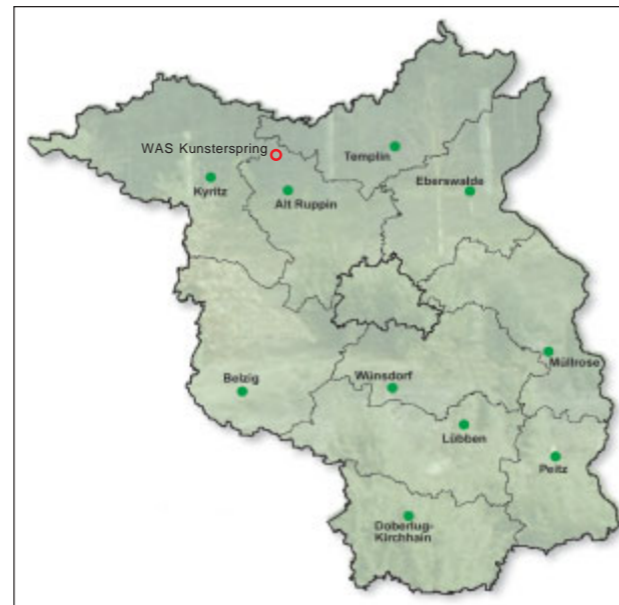 WAS Kunsterspring
Templin
Eberswalde
Kyritz
Alt Ruppin
Müllrose
Belzig
Wünsdorf
Lübben
Peitz
Doberlug-
Kirchhain